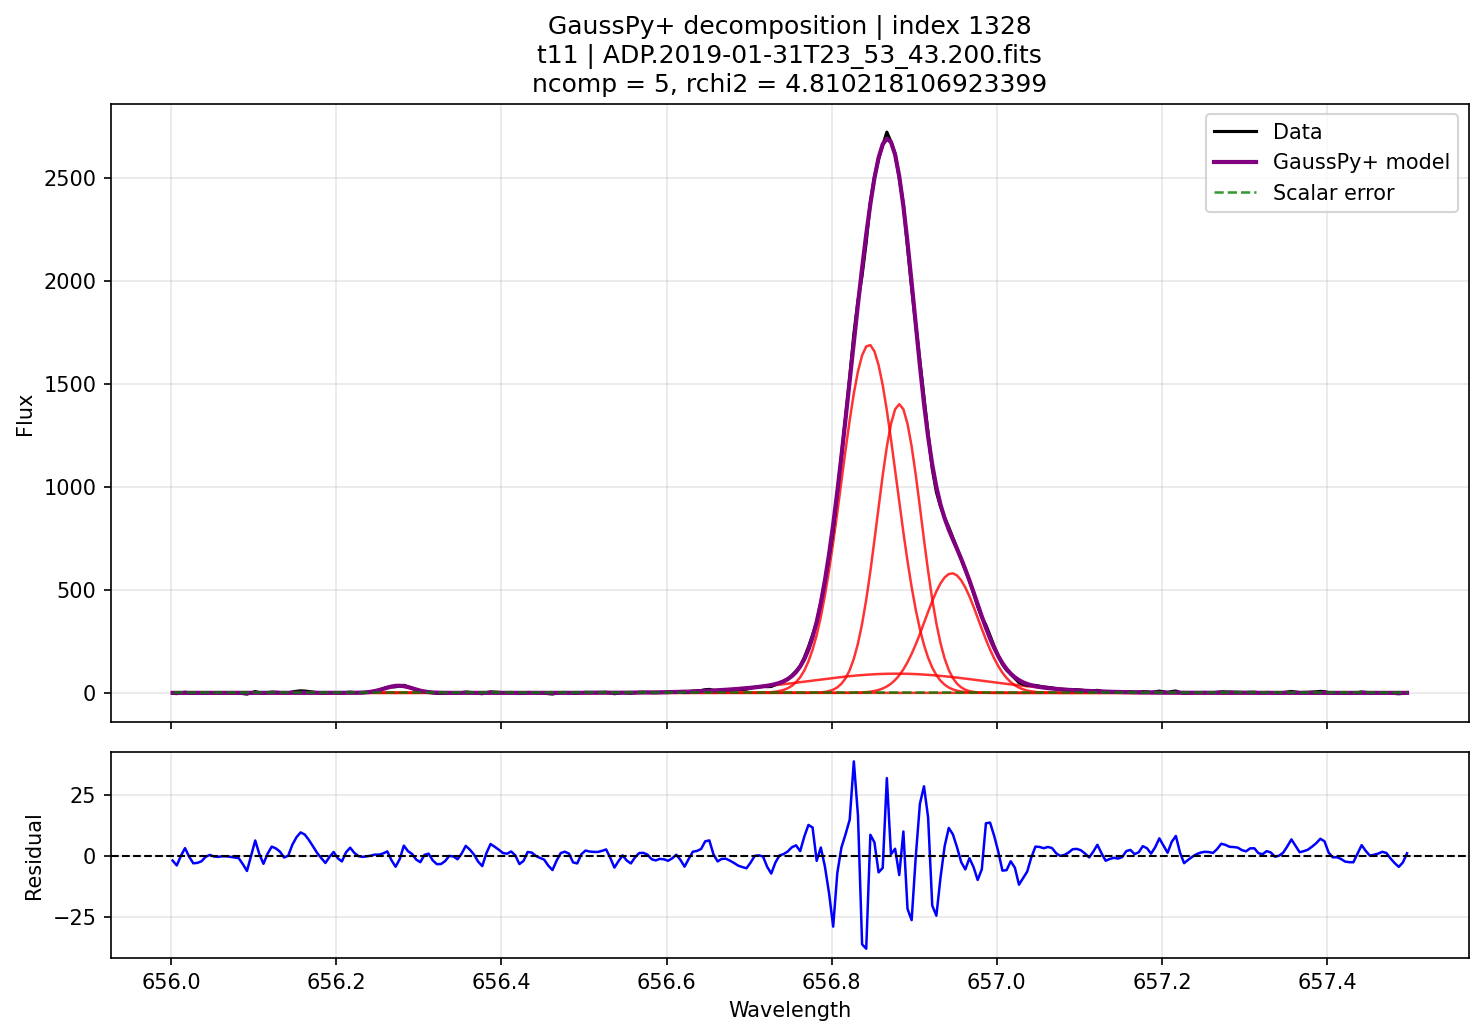 GaussPy+ decomposition | index 1328
t11 | ADP.2019-01-31T23_53_43.200.fits
ncomp = 5, rchi2 = 4.810218106923399
Data
GaussPy+ model
Scalar error
Flux
2500
2000
1500
1000
500
0
Residual
25
0
−25
656.0 656.2 656.4 656.6 656.8 657.0 657.2 657.4
Wavelength